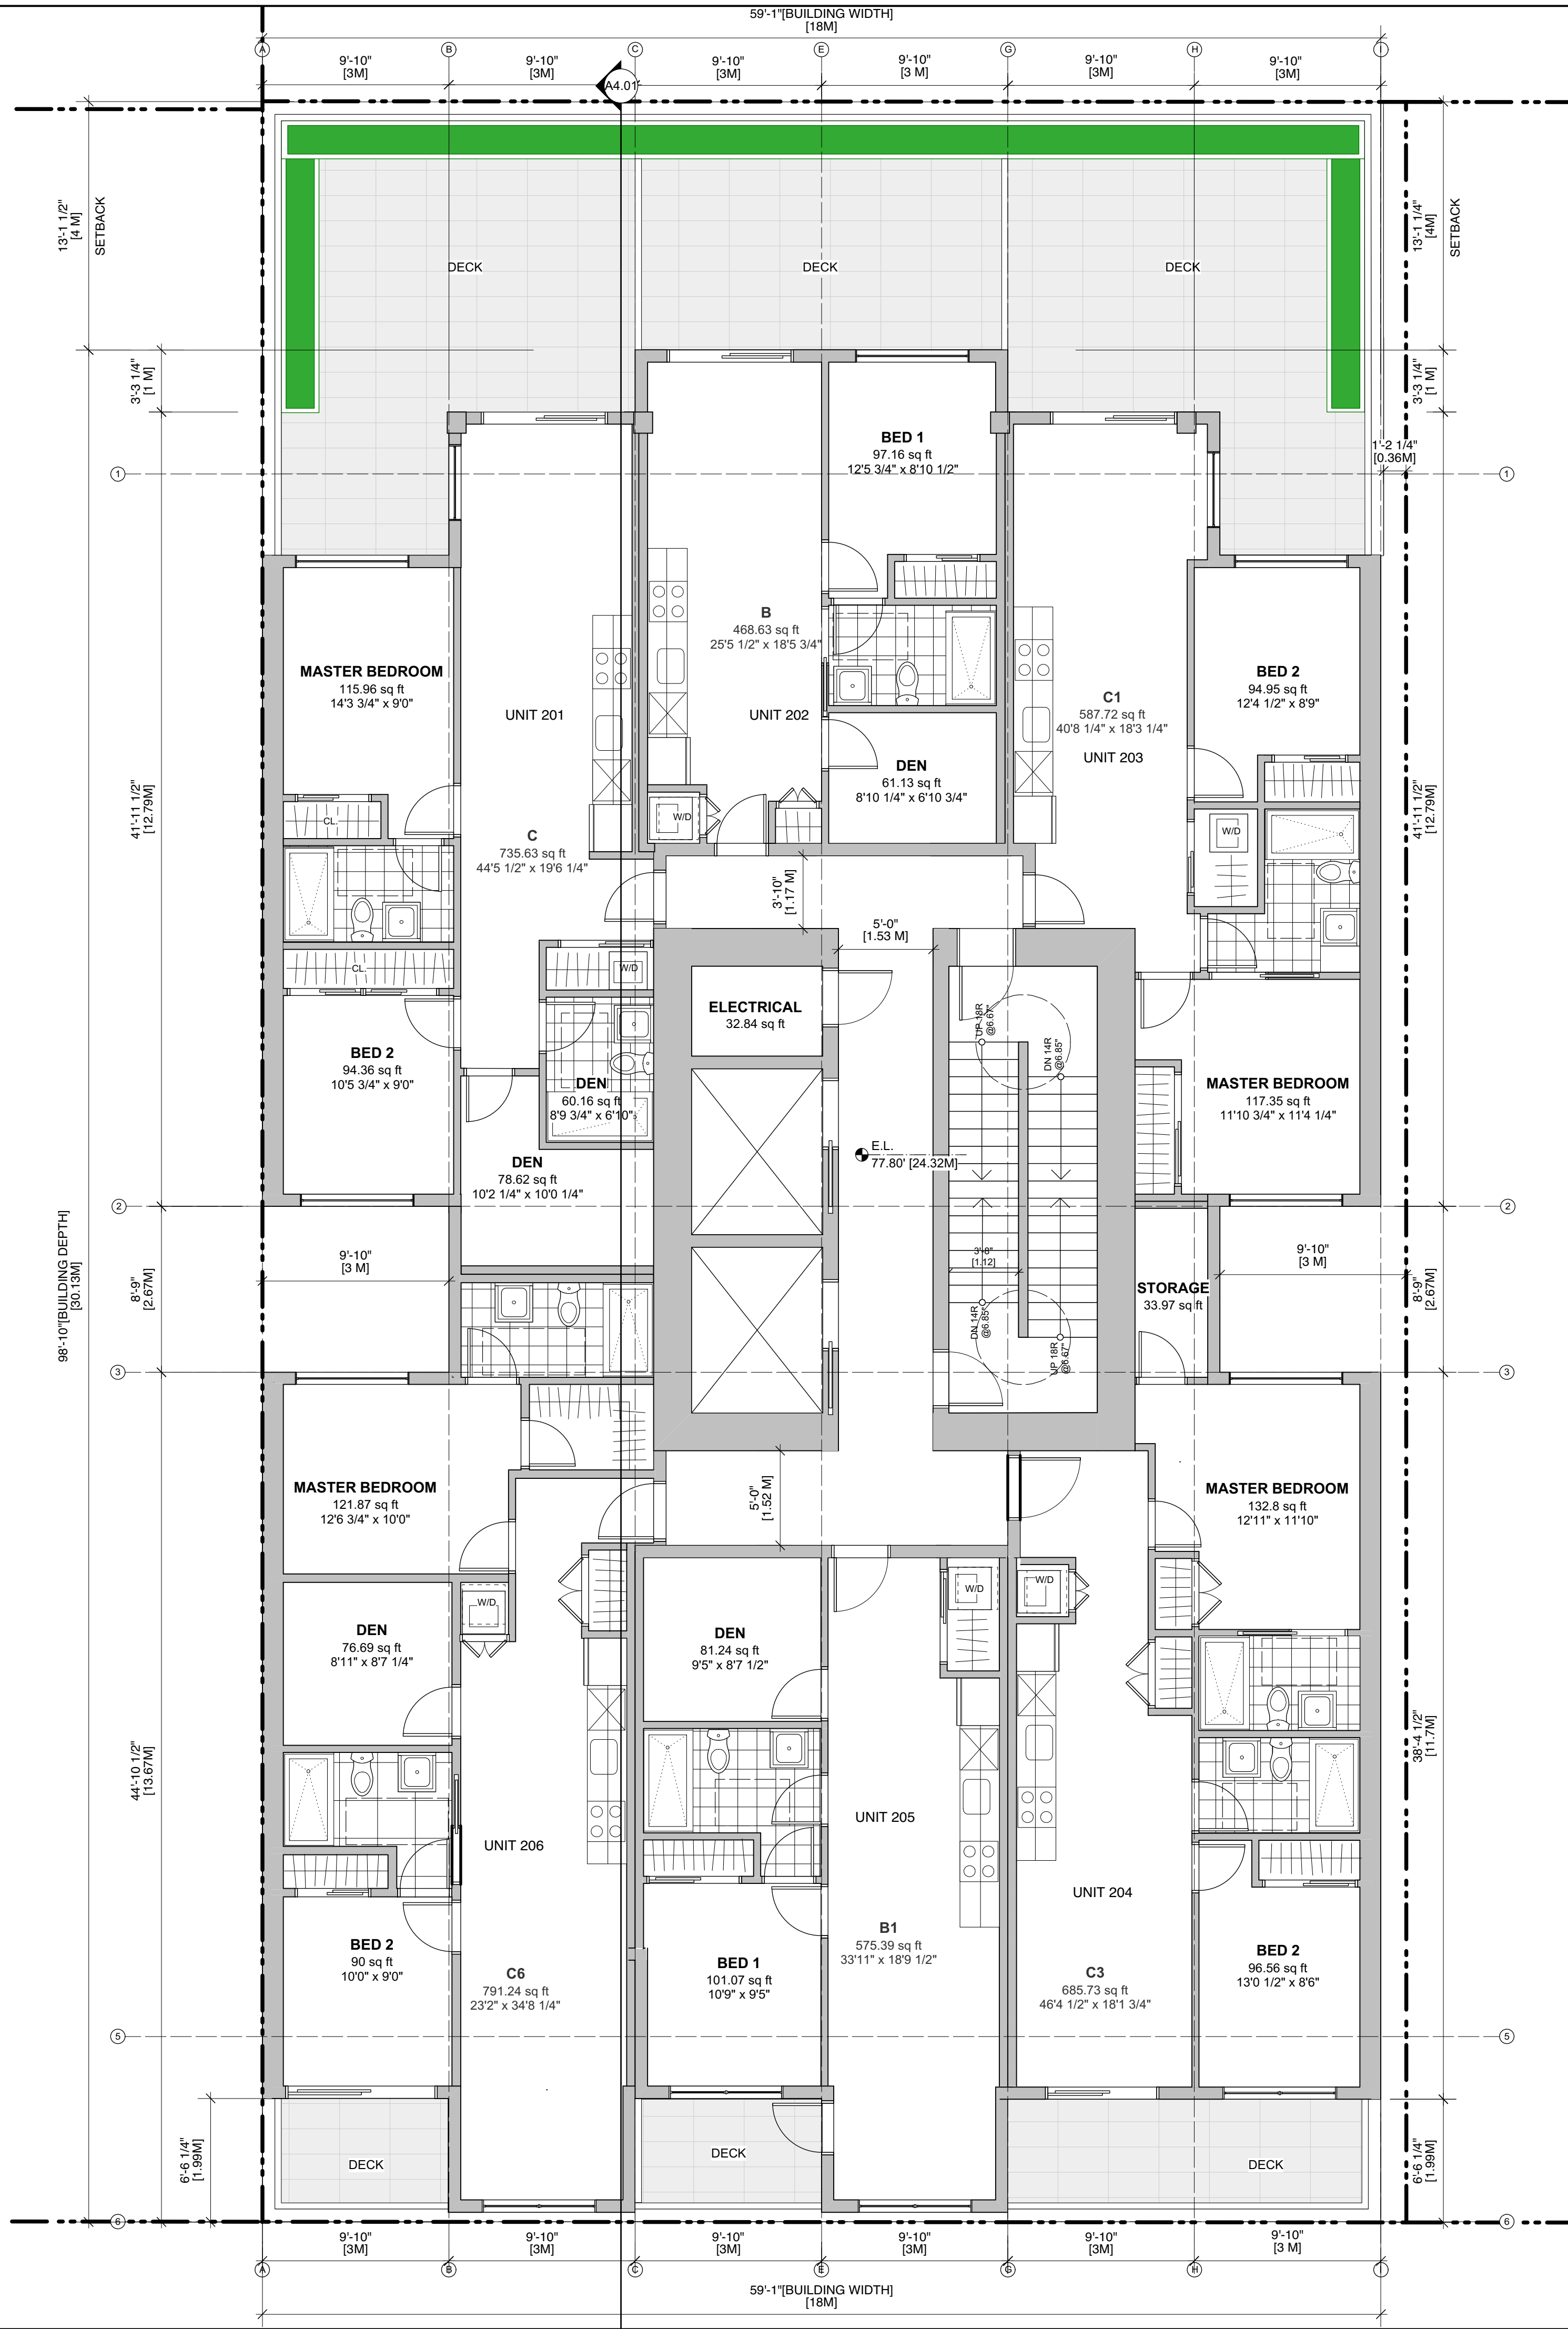 59'-1"[BUILDING WIDTH]
[18M]
A
B
C
E
G
H
I
9'-10"
[3M]
9'-10"
[3M]
9'-10"
[3M]
9'-10"
[3 M]
9'-10"
[3M]
9'-10"
[3M]
A4.01
13'-1 1/2"
[4 M]
SETBACK
13'-1 1/4"
[4M]
SETBACK
DECK
DECK
DECK
3'-3 1/4"
[1 M]
3'-3 1/4"
[1 M]
1'-2 1/4"
[0.36M]
1
1
BED 1
97.16 sq ft
12'5 3/4" x 8'10 1/2"
B
468.63 sq ft
25'5 1/2" x 18'5 3/4"
MASTER BEDROOM
115.96 sq ft
14'3 3/4" x 9'0"
BED 2
94.95 sq ft
12'4 1/2" x 8'9"
C1
587.72 sq ft
40'8 1/4" x 18'3 1/4"
UNIT 201
UNIT 202
UNIT 203
DEN
61.13 sq ft
8'10 1/4" x 6'10 3/4"
41'-11 1/2"
[12.79M]
41'-11 1/2"
[12.79M]
CL.
W/D
W/D
C
735.63 sq ft
44'5 1/2" x 19'6 1/4"
3'-10"
[1.17 M]
5'-0"
[1.53 M]
CL.
W/D
ELECTRICAL
32.84 sq ft
UP 18R
@6.67"
DN 14R
@6.85"
BED 2
94.36 sq ft
10'5 3/4" x 9'0"
DEN
60.16 sq ft
8'9 3/4" x 6'10"
MASTER BEDROOM
117.35 sq ft
11'10 3/4" x 11'4 1/4"
DEN
78.62 sq ft
10'2 1/4" x 10'0 1/4"
E.L.
77.80' [24.32M]
2
2
98'-10"[BUILDING DEPTH]
[30.13M]
8'-9"
[2.67M]
9'-10"
[3 M]
3'-8"
[1.12]
9'-10"
[3 M]
8'-9"
[2.67M]
STORAGE
33.97 sq ft
DN 14R
@6.85"
UP 18R
@6.67"
3
3
MASTER BEDROOM
121.87 sq ft
12'6 3/4" x 10'0"
5'-0"
[1.52 M]
MASTER BEDROOM
132.8 sq ft
12'11" x 11'10"
W/D
W/D
W/D
DEN
76.69 sq ft
8'11" x 8'7 1/4"
DEN
81.24 sq ft
9'5" x 8'7 1/2"
44'-10 1/2"
[13.67M]
38'-4 1/2"
[11.7M]
UNIT 206
UNIT 205
UNIT 204
BED 2
90 sq ft
10'0" x 9'0"
C6
791.24 sq ft
23'2" x 34'8 1/4"
BED 1
101.07 sq ft
10'9" x 9'5"
B1
575.39 sq ft
33'11" x 18'9 1/2"
C3
685.73 sq ft
46'4 1/2" x 18'1 3/4"
BED 2
96.56 sq ft
13'0 1/2" x 8'6"
5
5
6'-6 1/4"
[1.99M]
DECK
DECK
DECK
6'-6 1/4"
[1.99M]
6
6
9'-10"
[3M]
9'-10"
[3M]
9'-10"
[3M]
9'-10"
[3M]
9'-10"
[3M]
9'-10"
[3 M]
A
B
C
E
G
H
I
59'-1"[BUILDING WIDTH]
[18M]